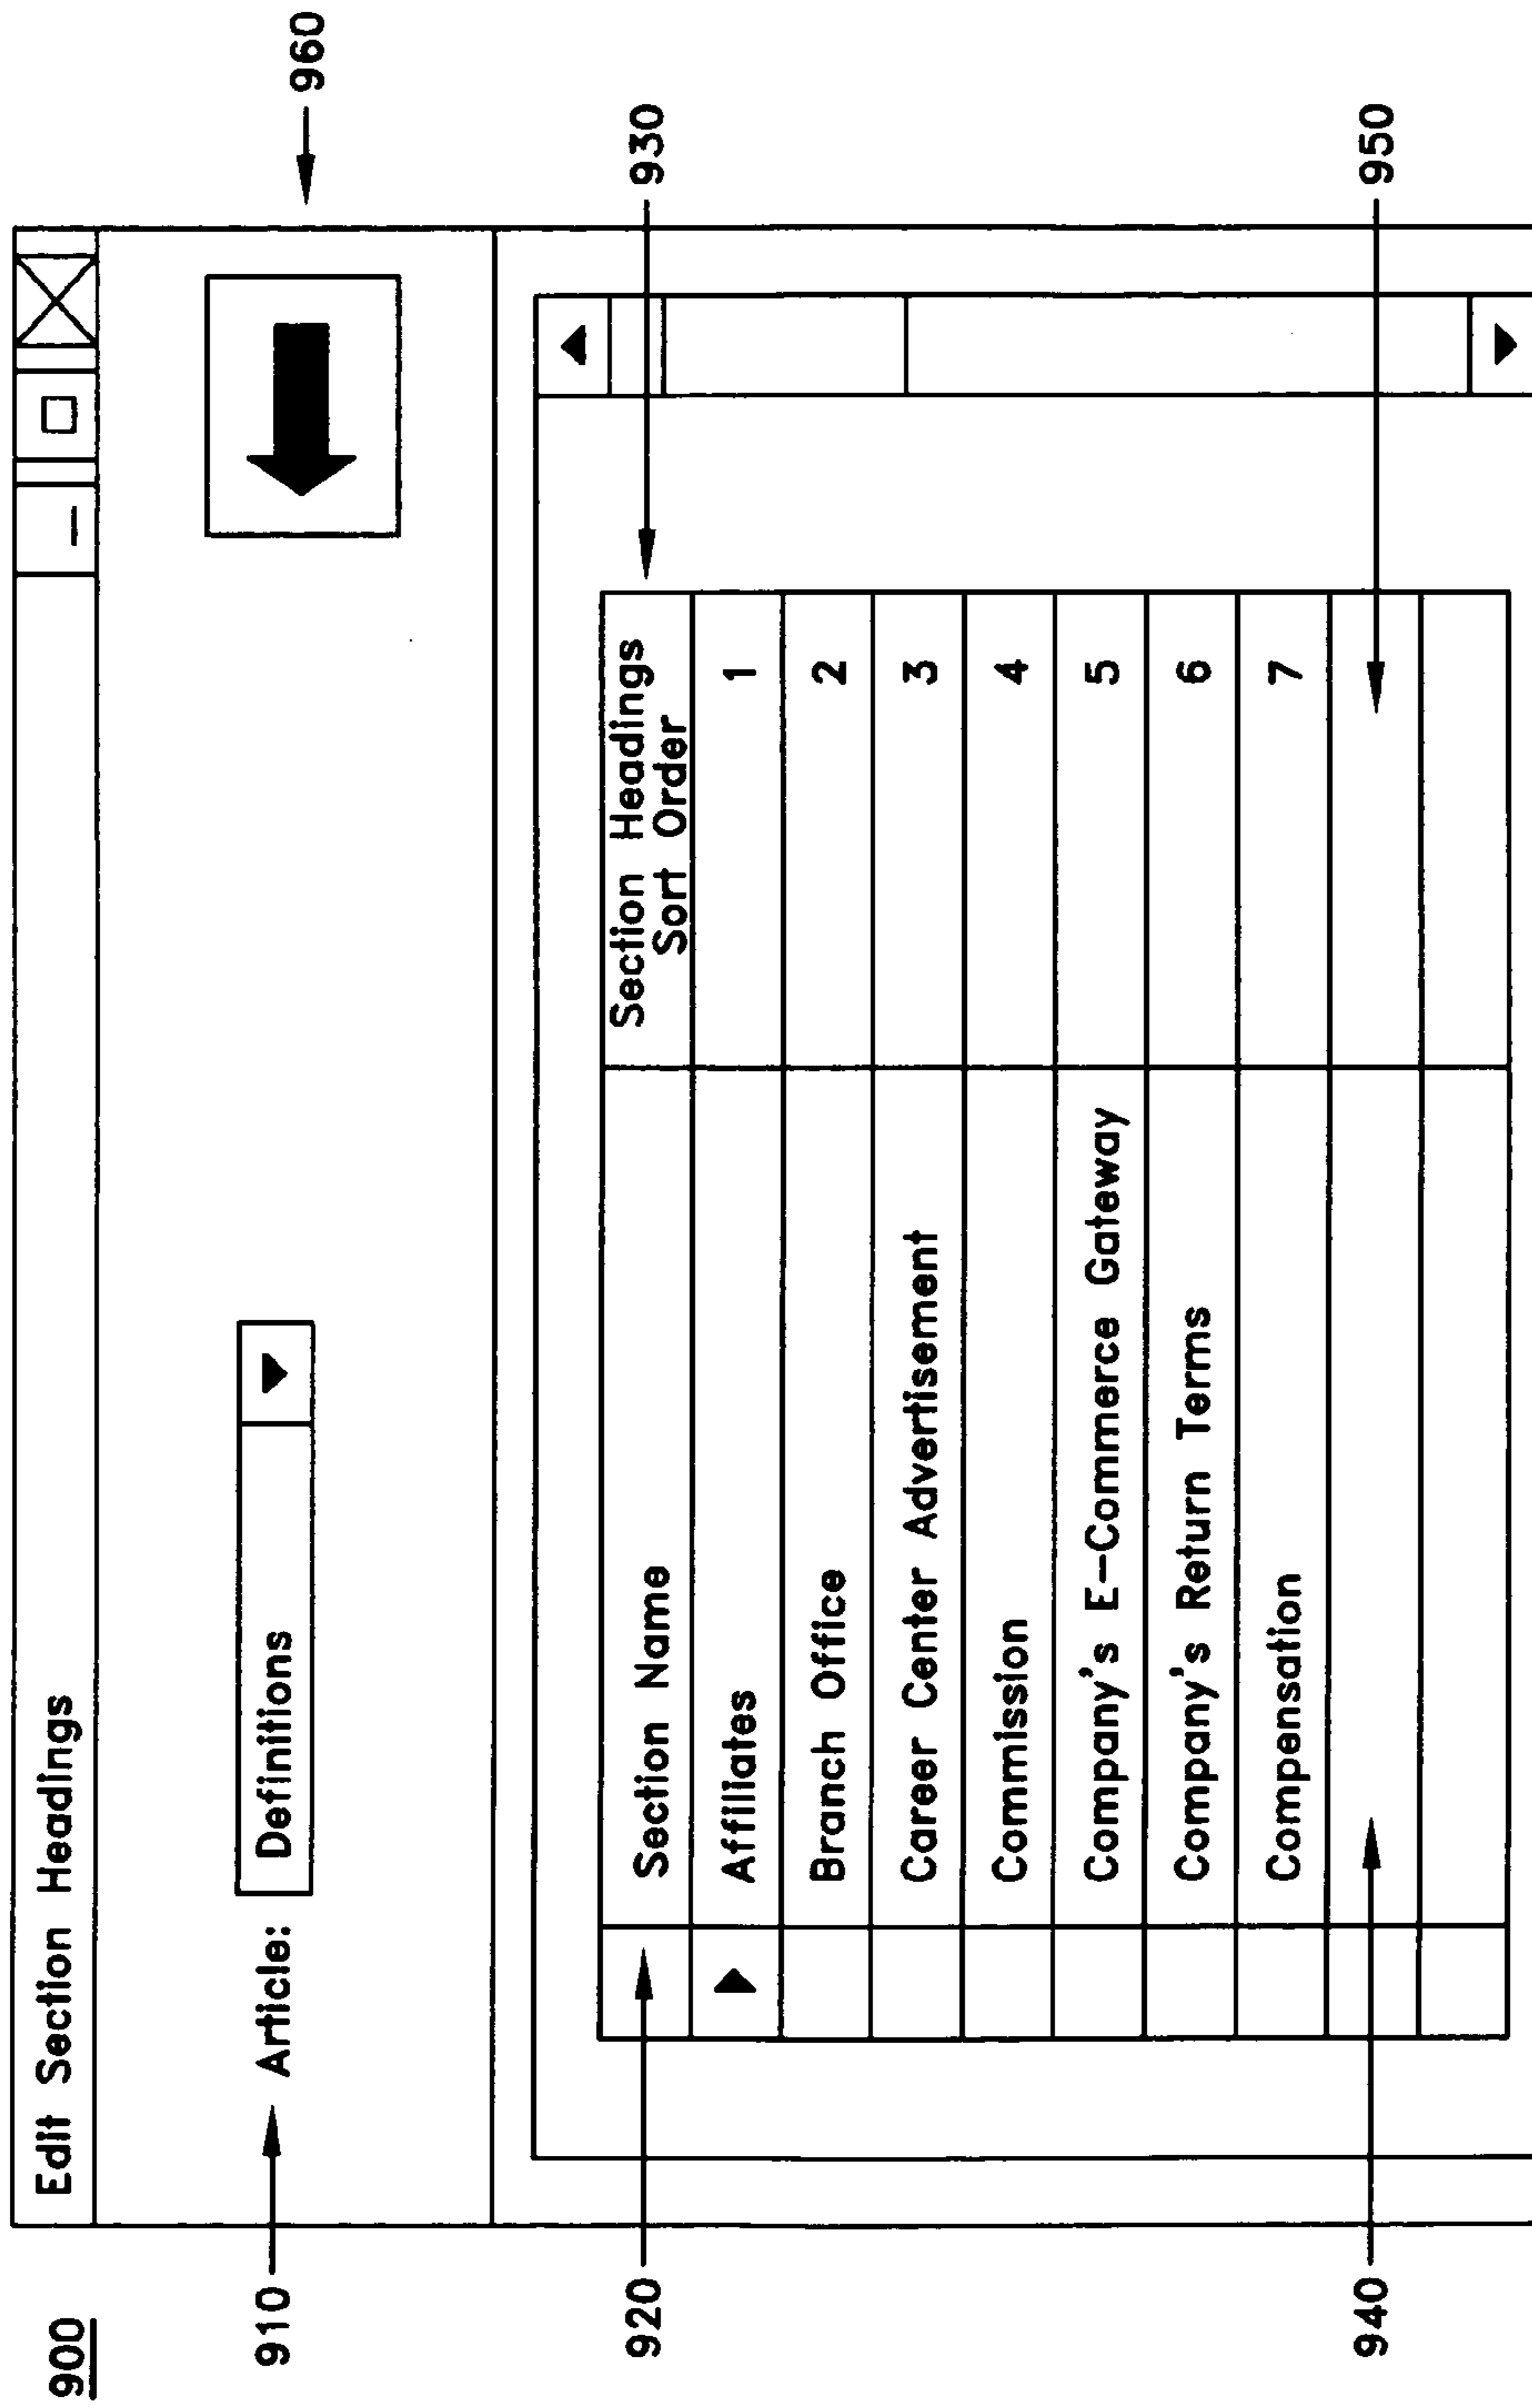 900
Edit Section Headings
960
910
Article:
Definitions
920
Section Name
Section Headings
Sort Order
930
Affiliates
1
Branch Office
2
Career Center Advertisement
3
Commission
4
Company's E-Commerce Gateway
5
Company's Return Terms
6
Compensation
7
940
950